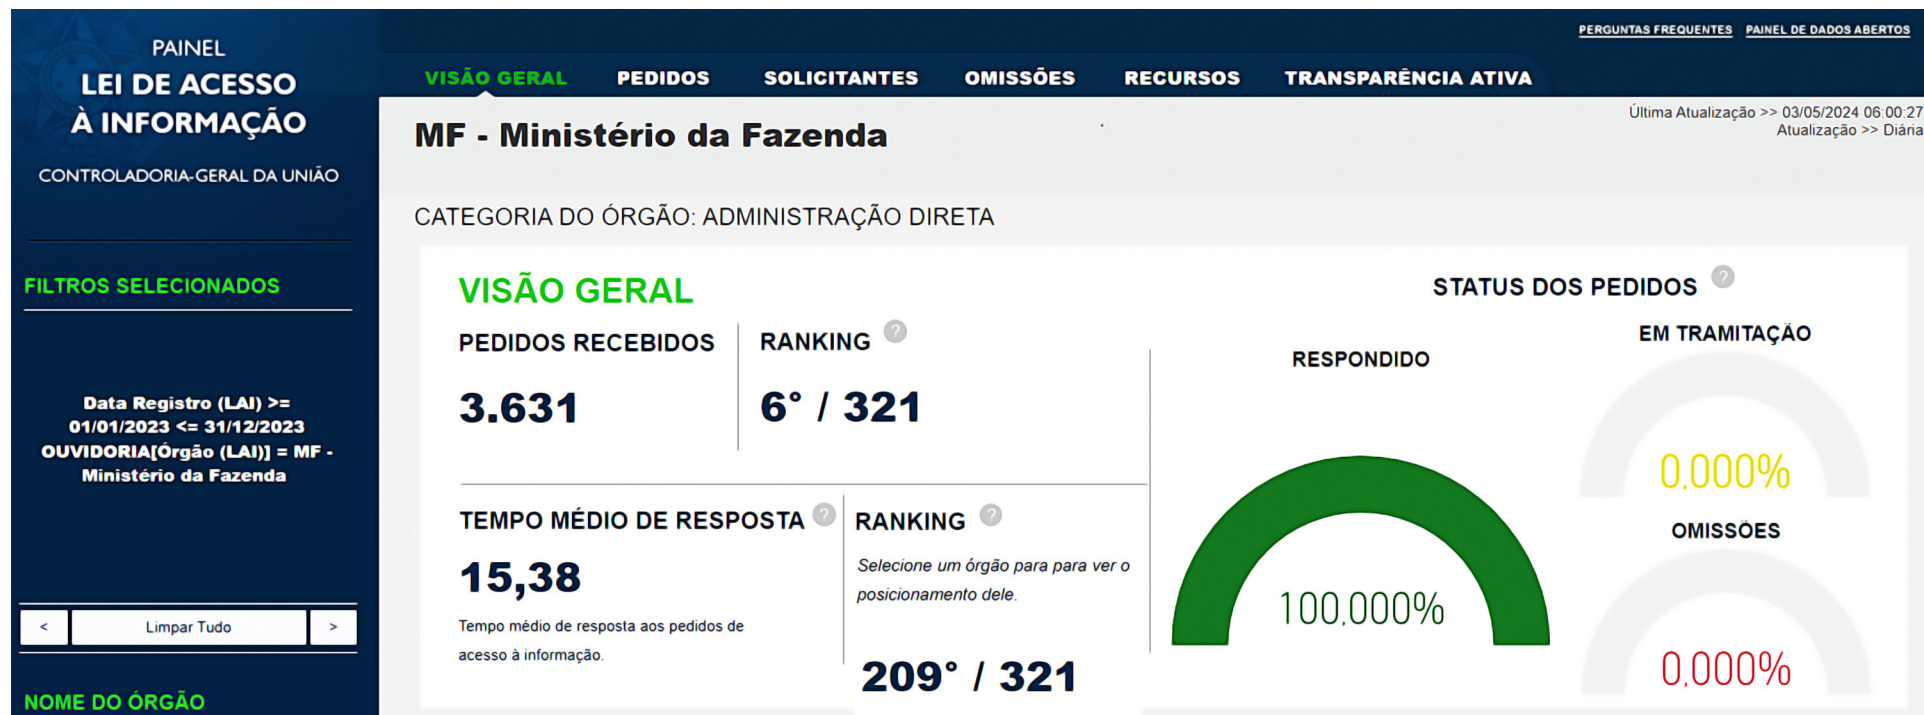 PAINEL
LEI DE ACESSO
À INFORMAÇÃO
CONTROLADORIA-GERAL DA UNIÃO
FILTROS SELECIONADOS
Data Registro (LAI) >=
01/01/2023 <= 31/12/2023
OUVIDORIA[Órgão (LAI)] = MF -
Ministério da Fazenda
<
Limpar Tudo
>
NOME DO ÓRGÃO
PERGUNTAS FREQUENTES PAINEL DE DADOS ABERTOS
VISÃO GERAL PEDIDOS SOLICITANTES OMISSÕES RECURSOS TRANSPARÊNCIA ATIVA
Última Atualização >> 03/05/2024 06:00:27
Atualização >> Diária
MF - Ministério da Fazenda
CATEGORIA DO ÓRGÃO: ADMINISTRAÇÃO DIRETA
VISÃO GERAL
PEDIDOS RECEBIDOS
3.631
RANKING ?
6° / 321
TEMPO MÉDIO DE RESPOSTA ?
15,38
Tempo médio de resposta aos pedidos de
acesso à informação.
RANKING ?
Selecione um órgão para para ver o
posicionamento dele.
209° / 321
STATUS DOS PEDIDOS ?
RESPONDIDO
100,000%
EM TRAMITAÇÃO
0,000%
OMISSÕES
0,000%